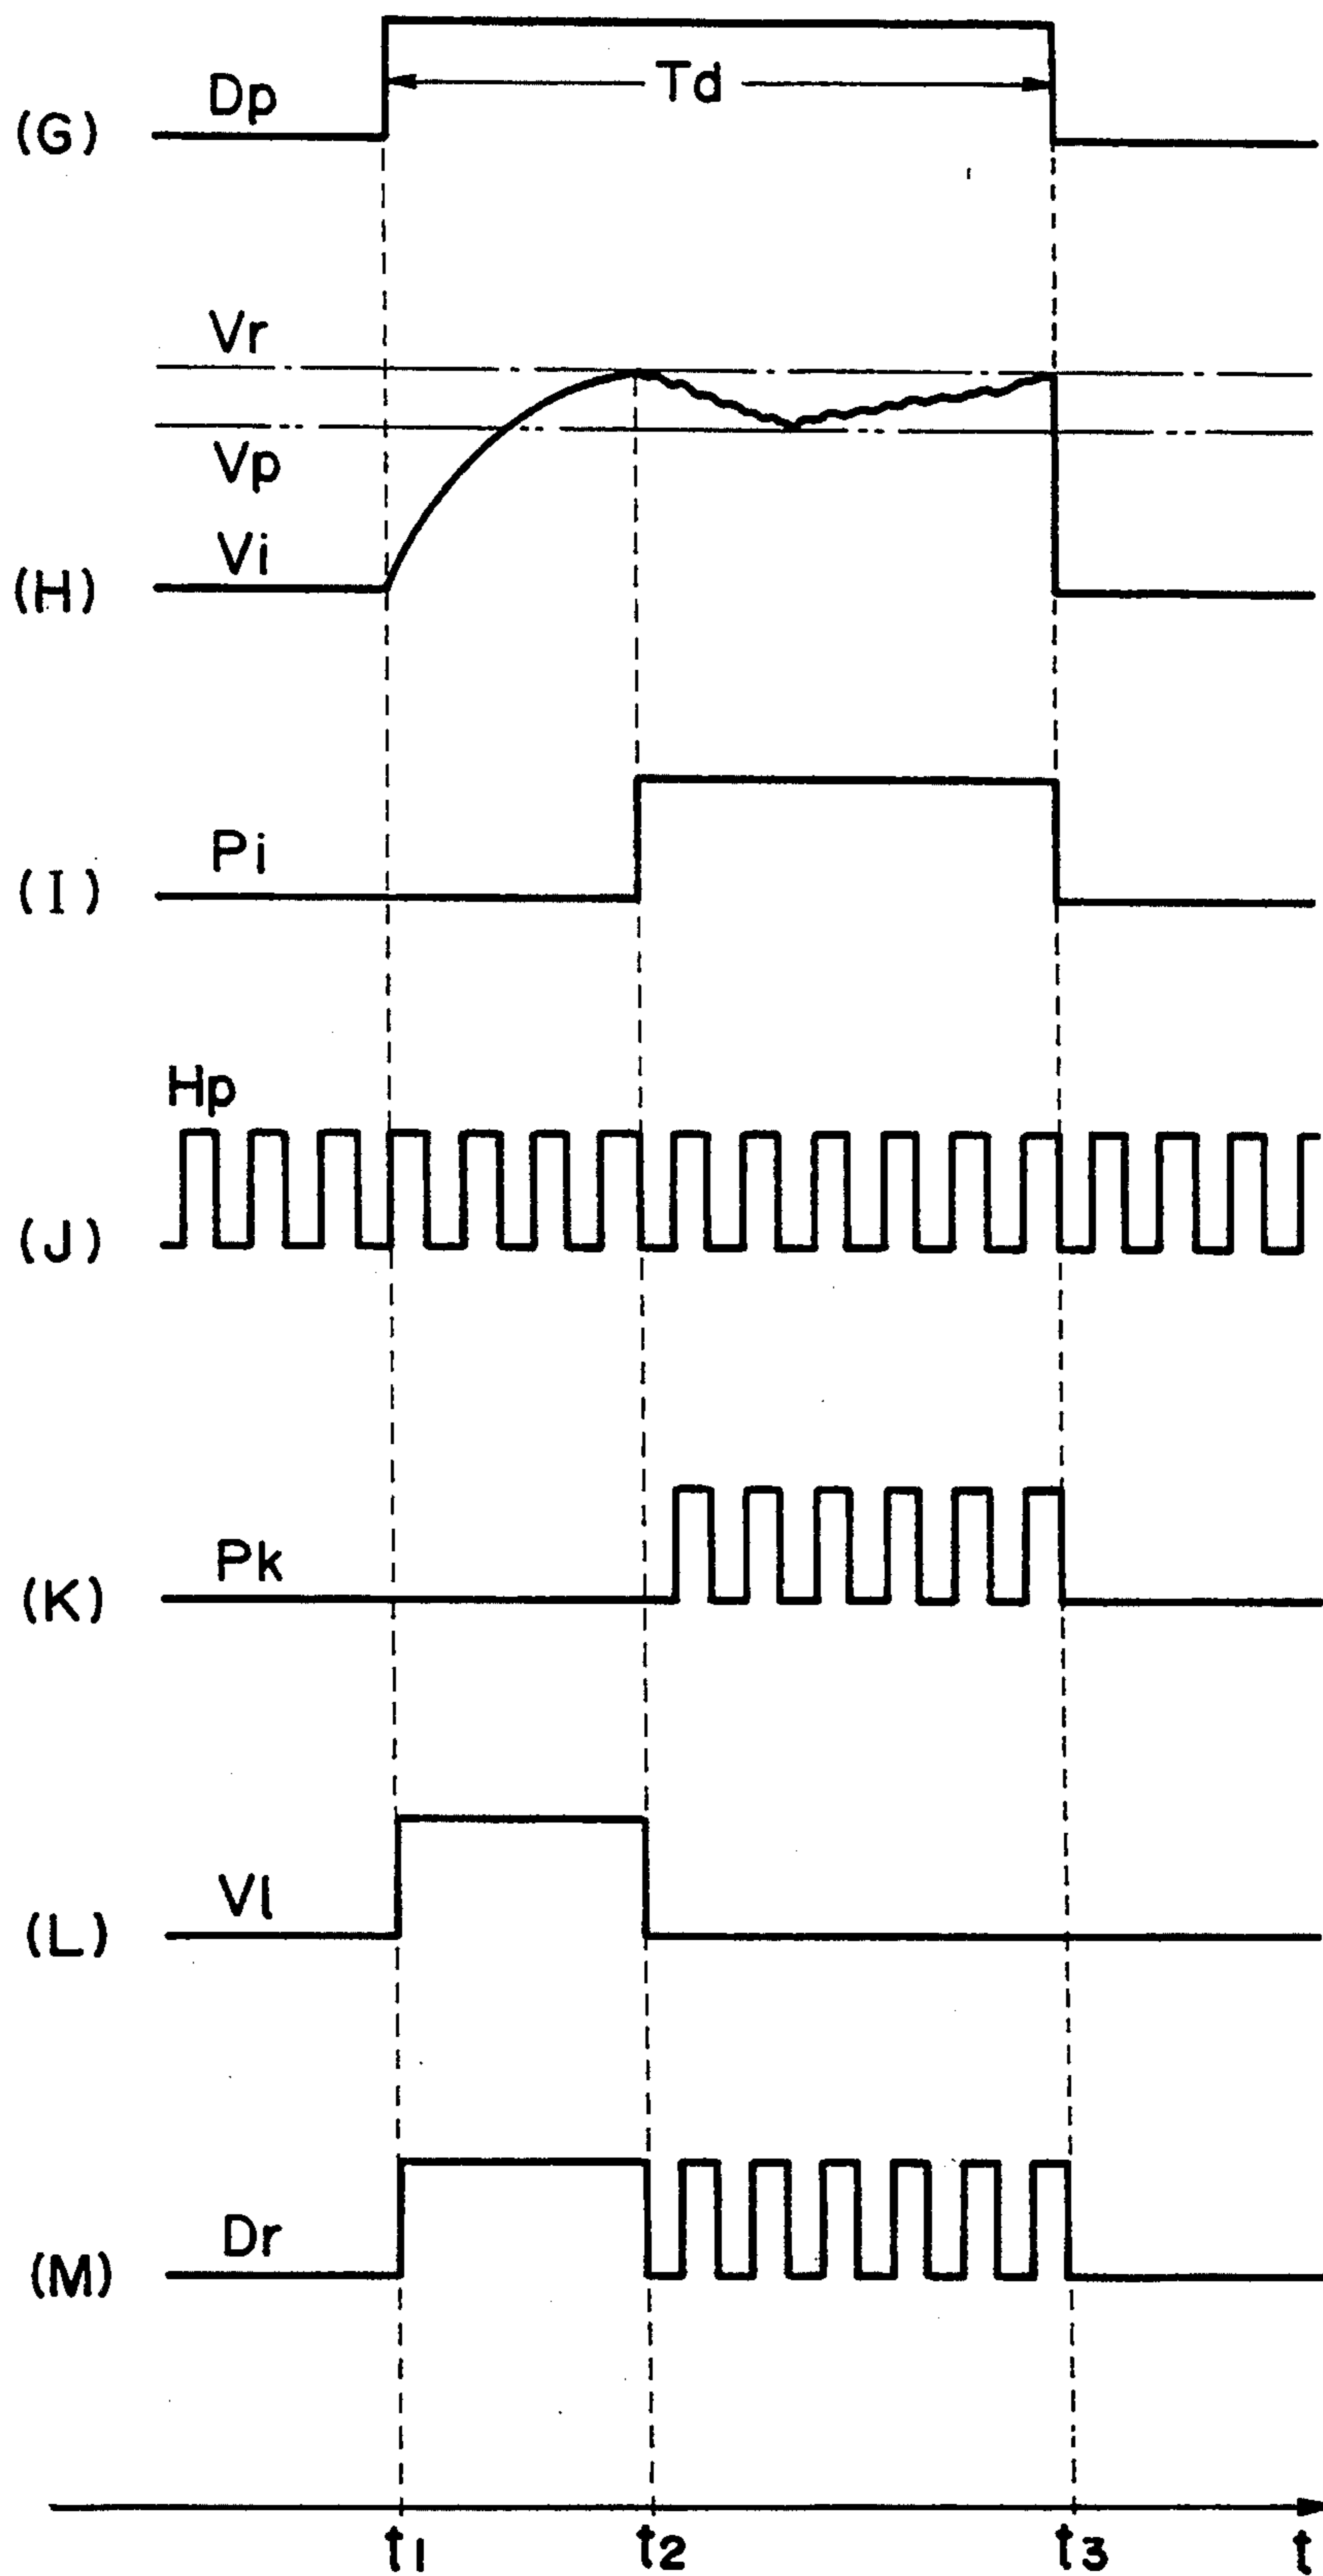 Td
Dp
(G)
Vr
Vp
Vi
(H)
Pi
(I)
Hp
(J)
Pk
(K)
Vl
(L)
Dr
(M)
t1 t2 t3 t